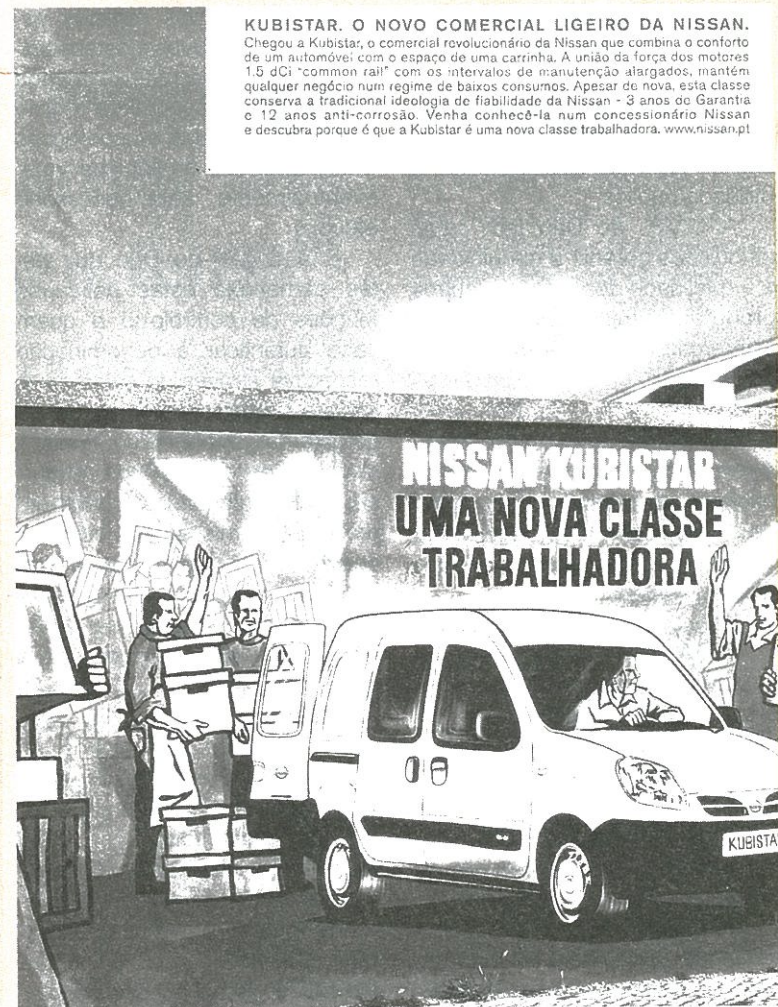 KUBISTAR. O NOVO COMERCIAL LIGEIRO DA NISSAN.
Chegou a Kubistar, o comercial revolucionário da Nissan que combina o conforto
de um automóvel com o espaço de uma carrinha. A união da força dos motores
1.5 dCi "common rail" com os intervalos de manutenção alargados, mantém
qualquer negócio num regime de baixos consumos. Apesar de nova, esta classe
conserva a tradicional ideologia de fiabilidade da Nissan - 3 anos de Garantia
e 12 anos anti-corrosão. Venha conhecê-la num concessionário Nissan
e descubra porque é que a Kubistar é uma nova classe trabalhadora. www.nissan.pt
NISSAN KUBISTAR
UMA NOVA CLASSE
TRABALHADORA
KUBISTA